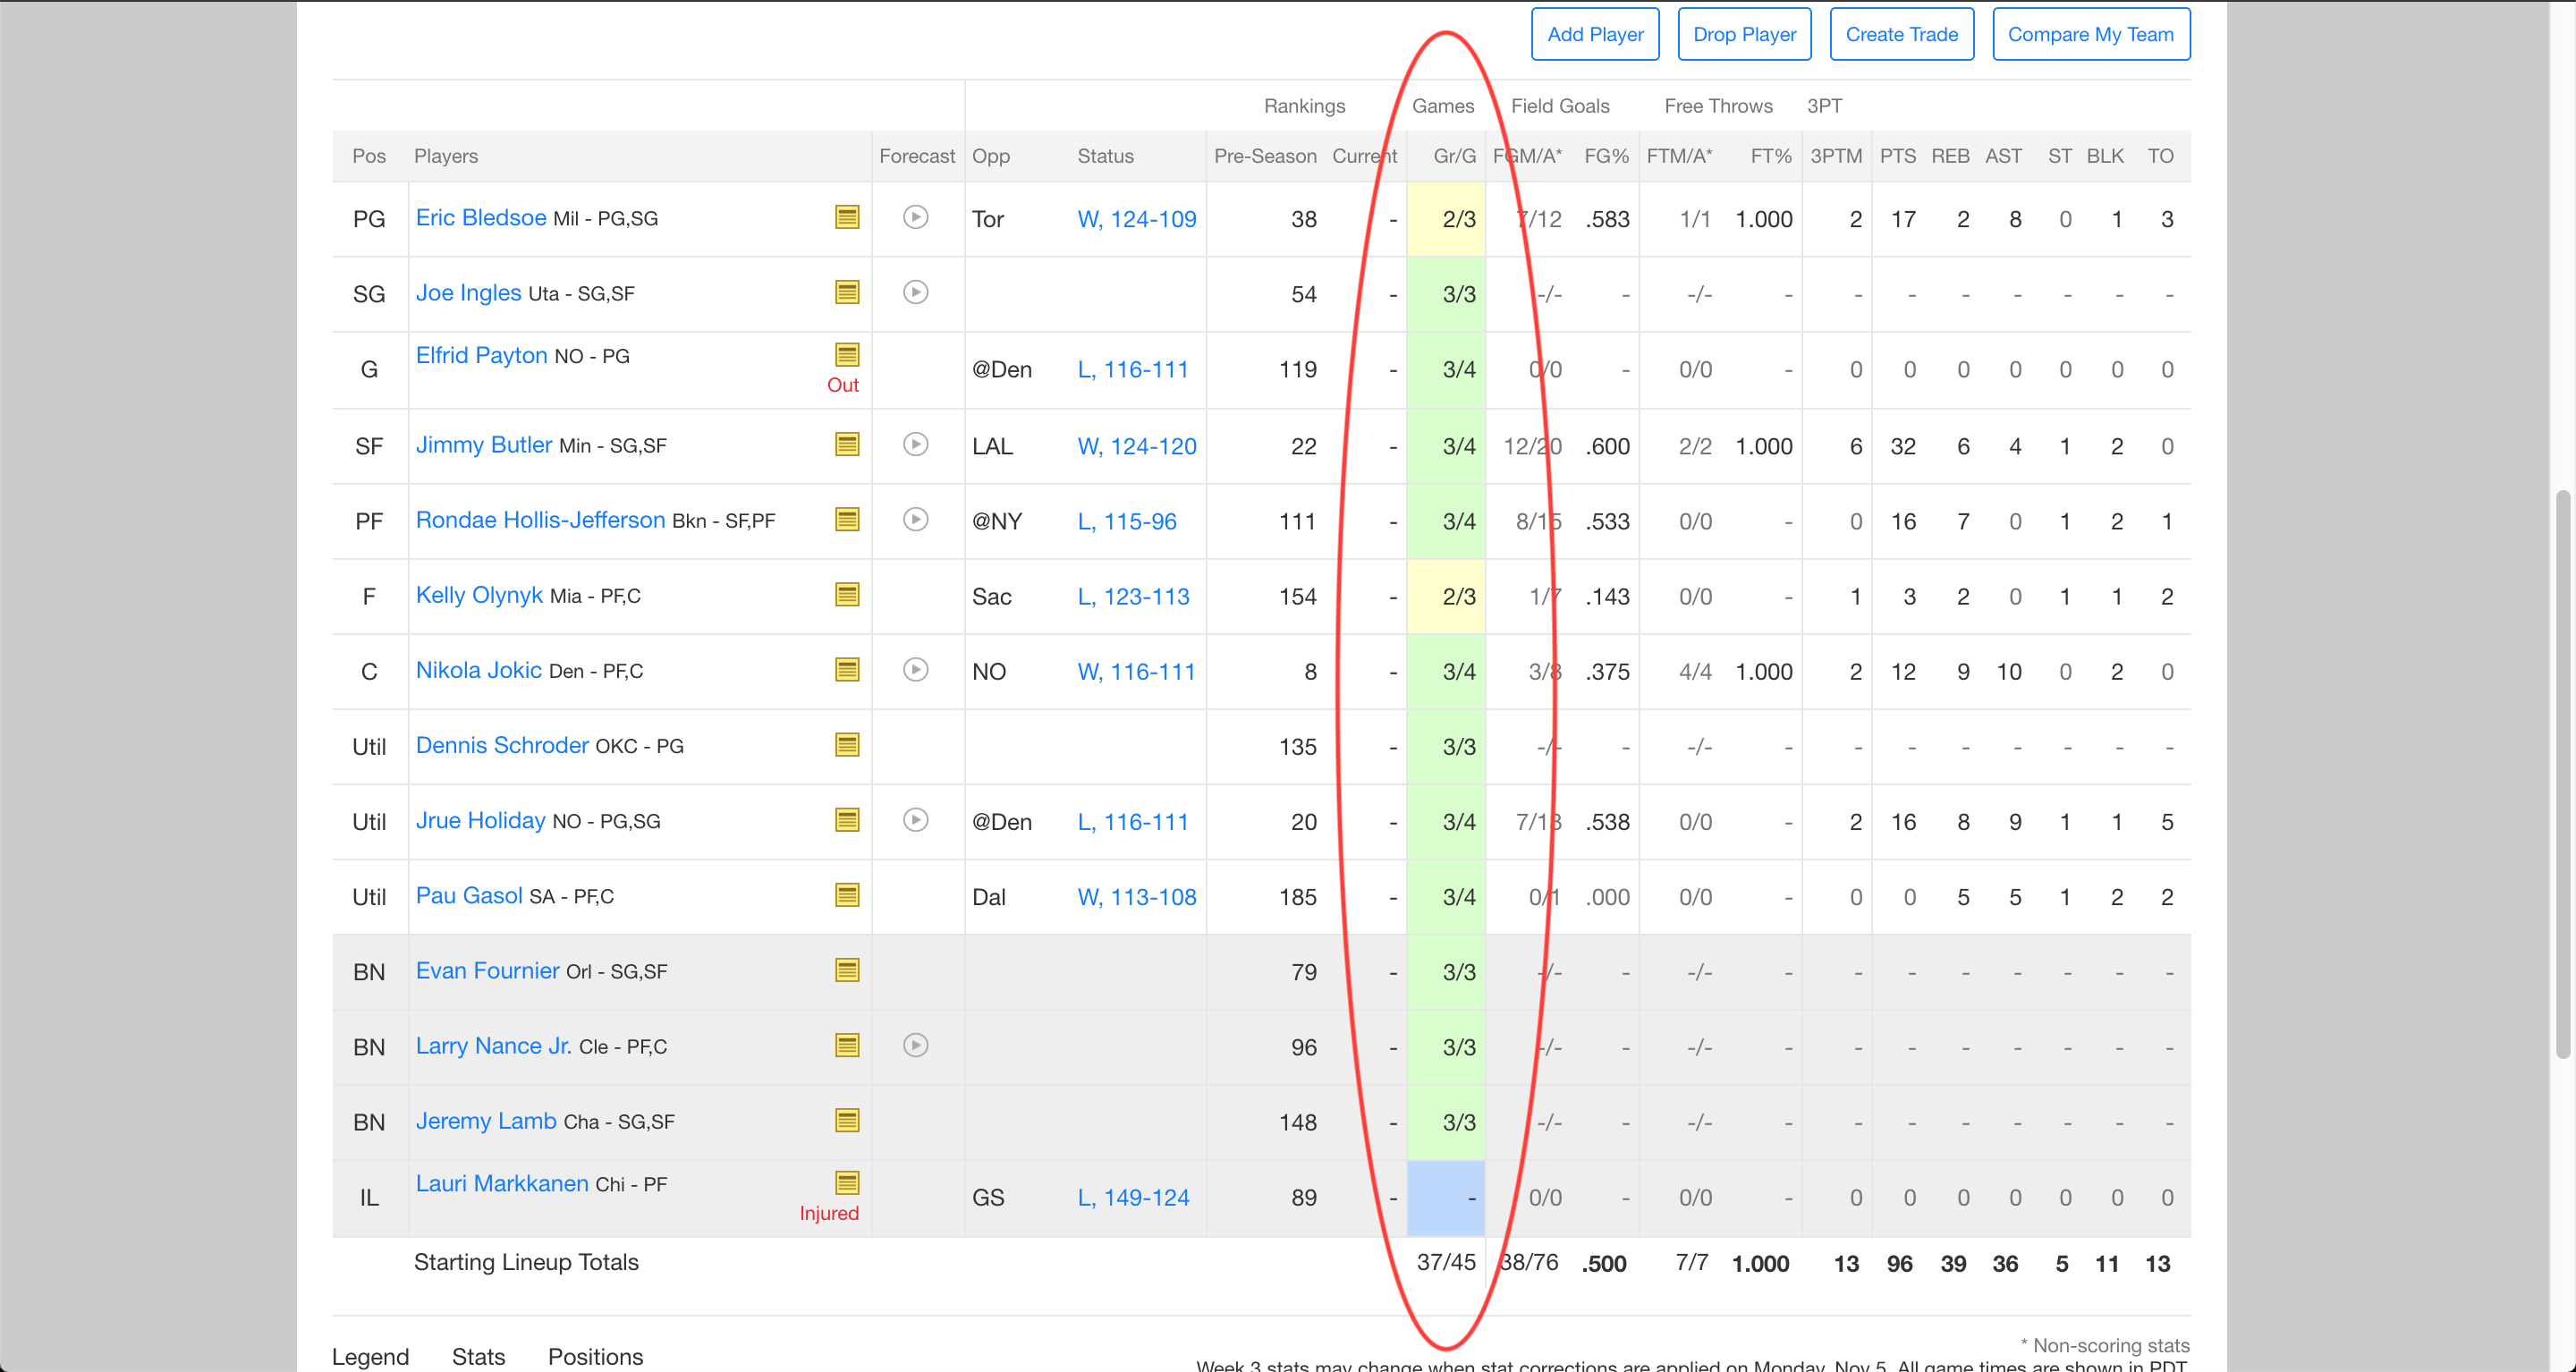 Add Player Drop Player Create Trade Compare My Team
Rankings Games Field Goals Free Throws 3PT
Pos Players Forecast Opp Status Pre-Season Current Gr/G FGM/A* FG% FTM/A* FT% 3PTM PTS REB AST ST BLK TO
PG Eric Bledsoe Mil - PG,SG Tor W, 124-109 38 - 2/3 7/12 .583 1/1 1.000 2 17 2 8 0 1 3
SG Joe Ingles Uta - SG,SF 54 - 3/3 -/- - -/- - - - - - - - -
G Elfrid Payton NO - PG Out @Den L, 116-111 119 - 3/4 0/0 - 0/0 - 0 0 0 0 0 0 0
SF Jimmy Butler Min - SG,SF LAL W, 124-120 22 - 3/4 12/20 .600 2/2 1.000 6 32 6 4 1 2 0
PF Rondae Hollis-Jefferson Bkn - SF,PF @NY L, 115-96 111 - 3/4 8/15 .533 0/0 - 0 16 7 0 1 2 1
F Kelly Olynyk Mia - PF,C Sac L, 123-113 154 - 2/3 1/7 .143 0/0 - 1 3 2 0 1 1 2
C Nikola Jokic Den - PF,C NO W, 116-111 8 - 3/4 3/8 .375 4/4 1.000 2 12 9 10 0 2 0
Util Dennis Schroder OKC - PG 135 - 3/3 -/- - -/- - - - - - - - -
Util Jrue Holiday NO - PG,SG @Den L, 116-111 20 - 3/4 7/13 .538 0/0 - 2 16 8 9 1 1 5
Util Pau Gasol SA - PF,C Dal W, 113-108 185 - 3/4 0/1 .000 0/0 - 0 0 5 5 1 2 2
BN Evan Fournier Orl - SG,SF 79 - 3/3 -/- - -/- - - - - - - - -
BN Larry Nance Jr. Cle - PF,C 96 - 3/3 -/- - -/- - - - - - - - -
BN Jeremy Lamb Cha - SG,SF 148 - 3/3 -/- - -/- - - - - - - - -
IL Lauri Markkanen Chi - PF Injured GS L, 149-124 89 - - 0/0 - 0/0 - 0 0 0 0 0 0 0
Starting Lineup Totals 37/45 38/76 .500 7/7 1.000 13 96 39 36 5 11 13
* Non-scoring stats
Legend Stats Positions
Week 3 stats may change when stat corrections are applied on Monday, Nov 5. All game times are shown in PDT.